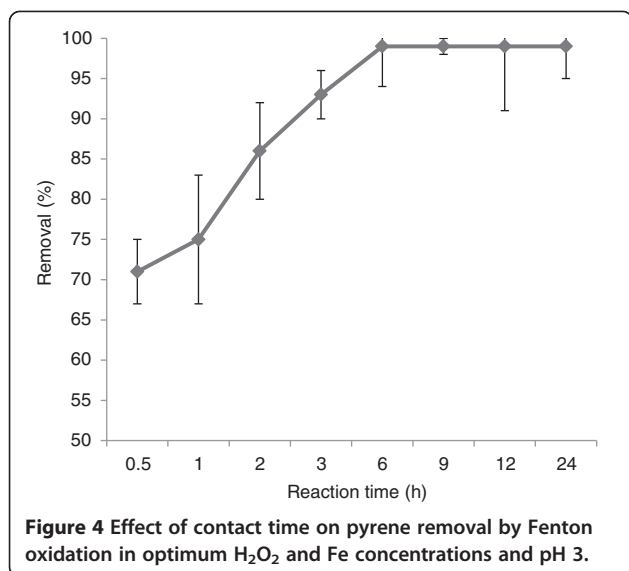 100
95
90
85
80
75
70
65
60
55
50
Removal (%)
0.5 1 2 3 6 9 12 24
Reaction time (h)
Figure 4 Effect of contact time on pyrene removal by Fenton
oxidation in optimum H₂O₂ and Fe concentrations and pH 3.